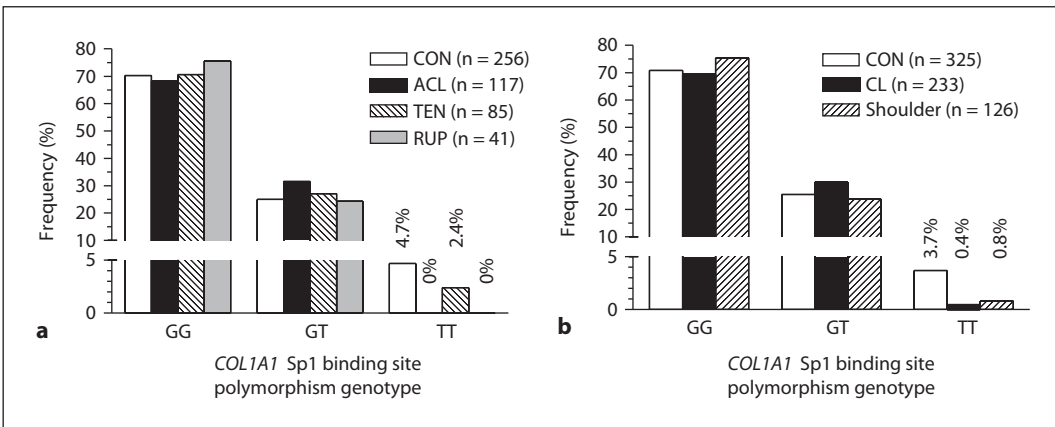 80
70
60
50
40
30
20
10
5
0
Frequency (%)
CON (n = 256)
ACL (n = 117)
TEN (n = 85)
RUP (n = 41)
4.7%
0%
2.4%
0%
GG
GT
TT
a
COL1A1 Sp1 binding site
polymorphism genotype
80
70
60
50
40
30
20
10
5
0
Frequency (%)
CON (n = 325)
CL (n = 233)
Shoulder (n = 126)
3.7%
0.4%
0.8%
GG
GT
TT
b
COL1A1 Sp1 binding site
polymorphism genotype